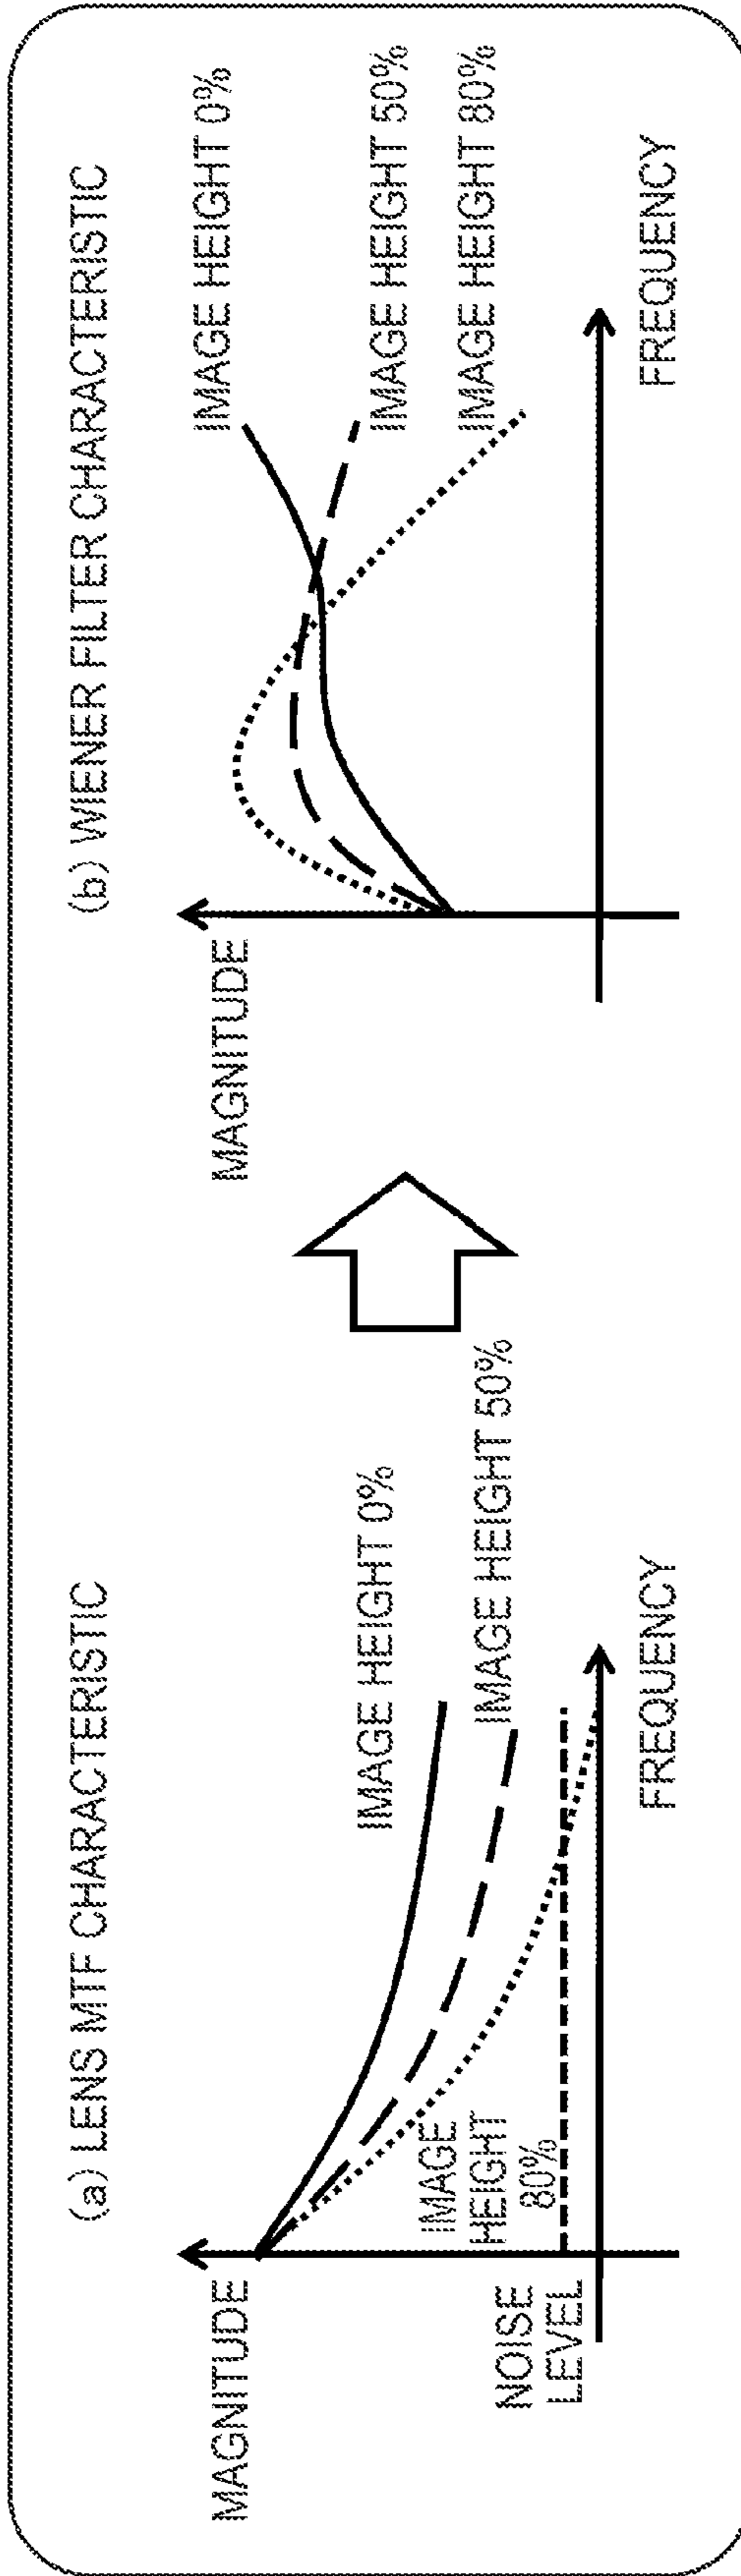 (a) LENS MTF CHARACTERISTIC
MAGNITUDE
IMAGE HEIGHT 0%
IMAGE HEIGHT 50%
IMAGE
HEIGHT
80%
NOISE
LEVEL
FREQUENCY
(b) WIENER FILTER CHARACTERISTIC
MAGNITUDE
IMAGE HEIGHT 0%
IMAGE HEIGHT 50%
IMAGE HEIGHT 80%
FREQUENCY